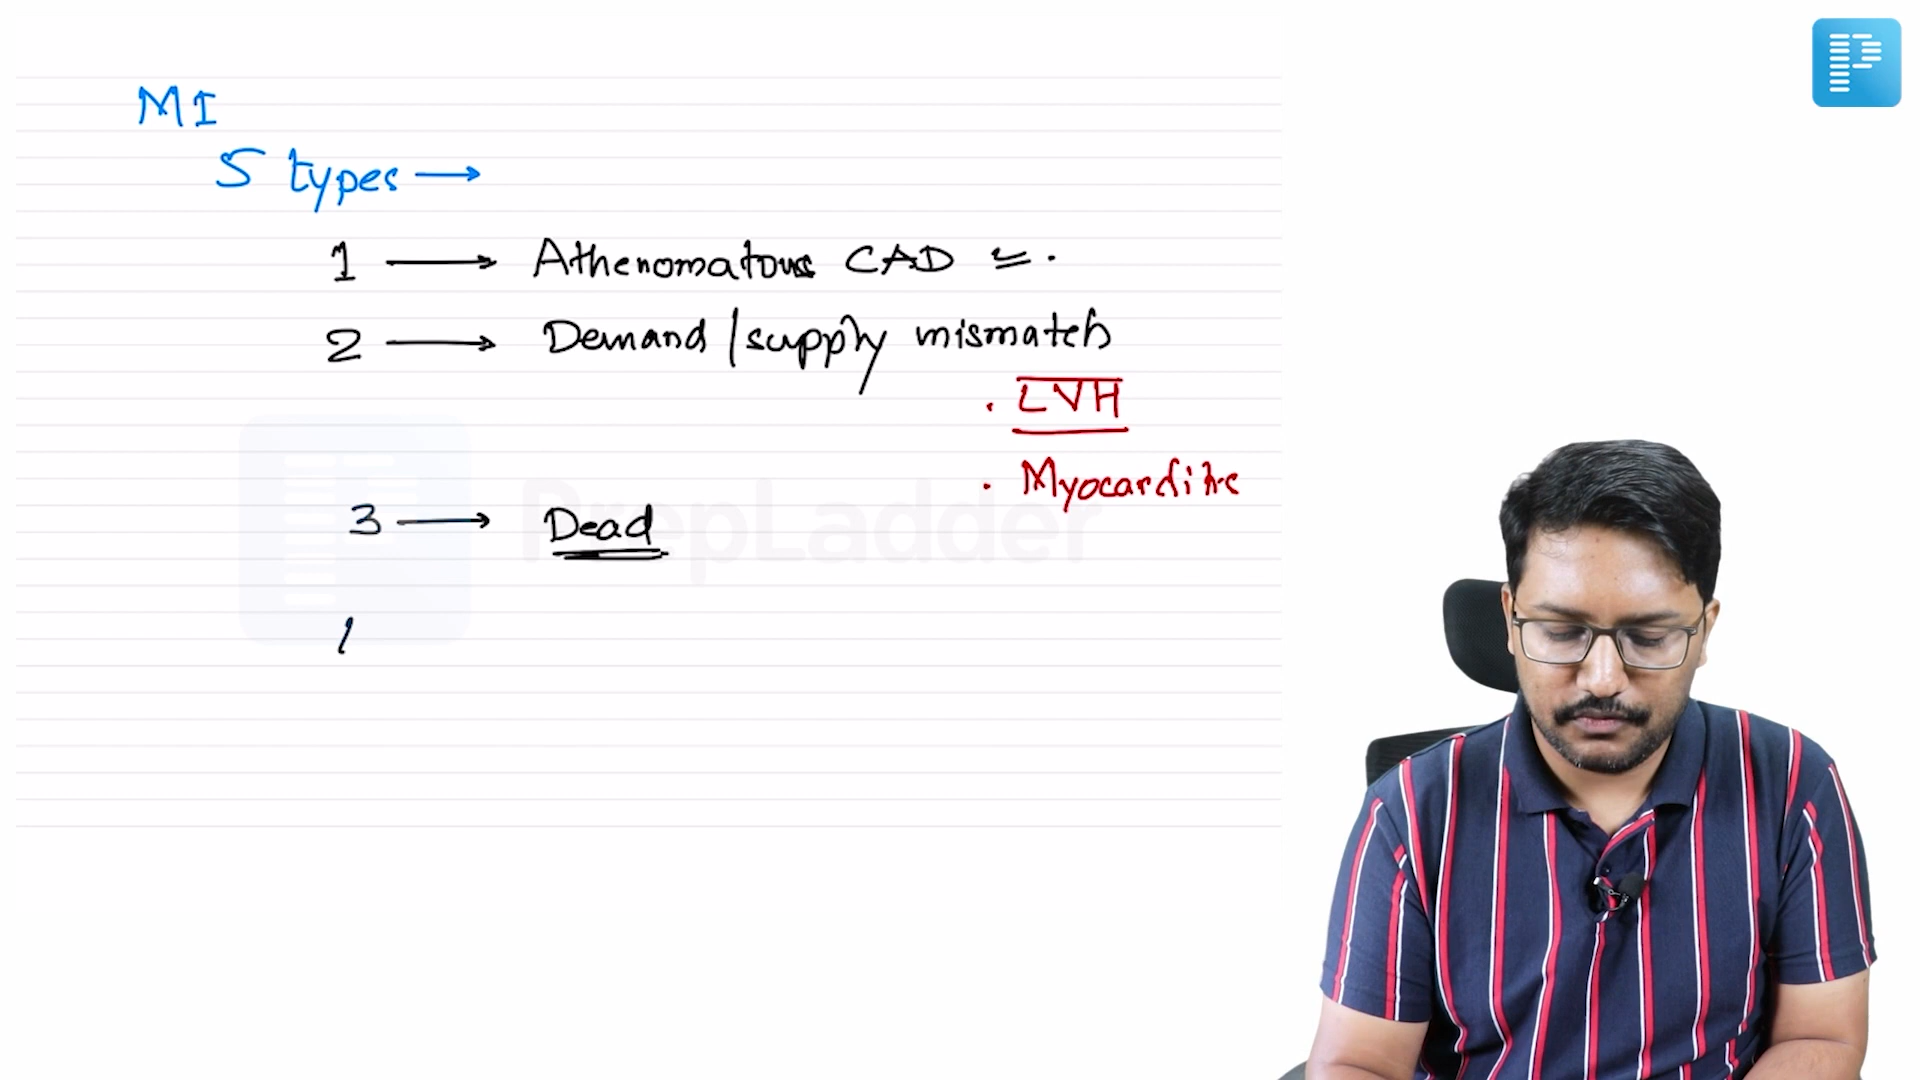 MI
5 types →
1 → Atheromatous CAD
2 → Demand/supply mismatch
. LVH
. Myocarditis
3 → Dead
PrepLadder